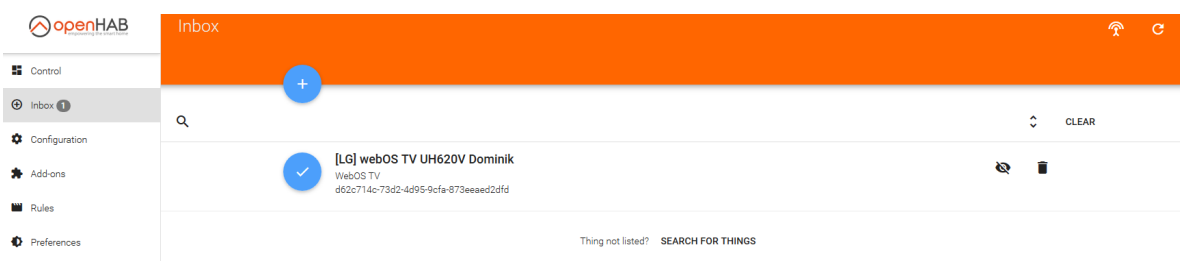 openHAB
empowering the smart home
Inbox
Control
Inbox 1
Configuration
Add-ons
Rules
Preferences
CLEAR
[LG] webOS TV UH620V Dominik
WebOS TV
d62c714c-73d2-4d95-9cfa-873eeaed2dfd
Thing not listed? SEARCH FOR THINGS